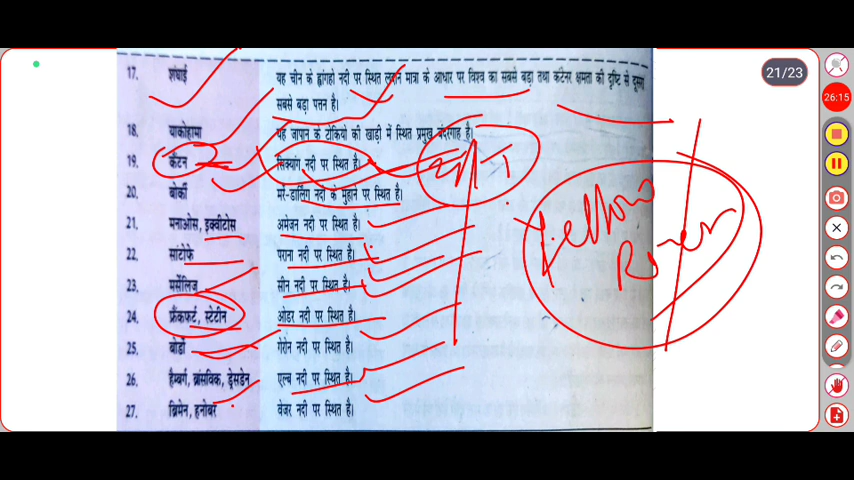 21/23
26:15
17. शंघाई यह चीन के ह्वांगहो नदी पर स्थित लदान मात्रा के आधार पर विश्व का सबसे बड़ा तथा कंटेनर क्षमता की दृष्टि से दूसरा
सबसे बड़ा पत्तन है।
18. याकोहामा यह जापान के टोकियो की खाड़ी में स्थित प्रमुख बंदरगाह है।
19. कैंटन सिक्यांग नदी पर स्थित है।
20. बोर्की मरे-डार्लिंग नदी के मुहाने पर स्थित है।
21. मनाओस, इक्वीटोस अमेजन नदी पर स्थित है।
22. सांटोफे पराना नदी पर स्थित है।
23. मर्सेलिज सीन नदी पर स्थित है।
24. फ्रैंकफर्ट, स्टेटीन ओडर नदी पर स्थित है।
25. बोर्डो गेरोन नदी पर स्थित है।
26. हैम्बर्ग, ब्रांसविक, ड्रेसडेन एल्ब नदी पर स्थित है।
27. ब्रिमेन, हनोबर वेजर नदी पर स्थित है।
Yellow
River